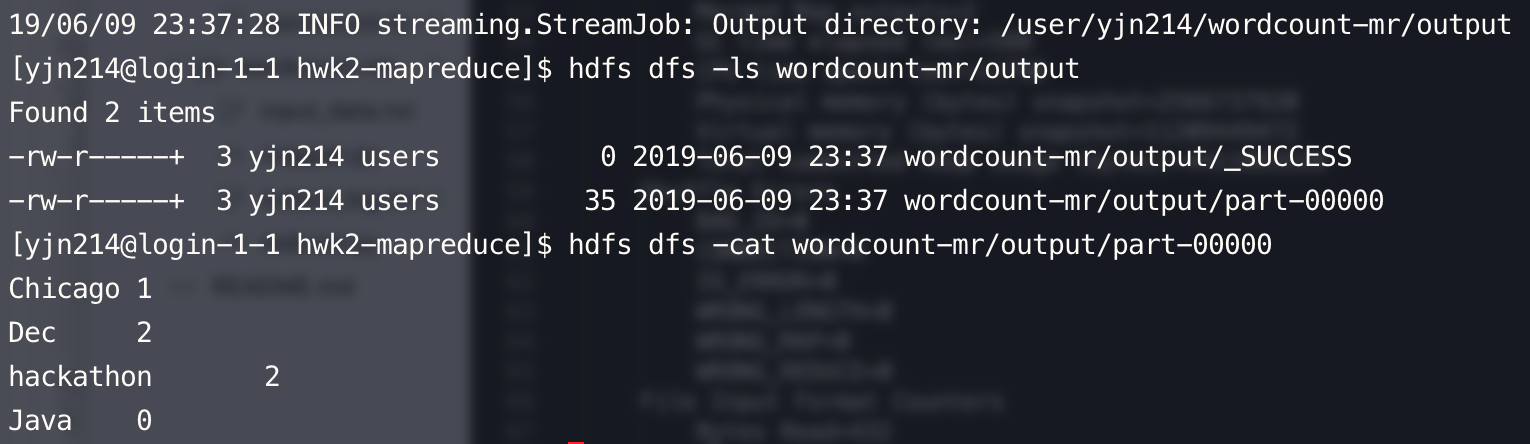 19/06/09 23:37:28 INFO streaming.StreamJob: Output directory: /user/yjn214/wordcount-mr/output
[yjn214@login-1-1 hwk2-mapreduce]$ hdfs dfs -ls wordcount-mr/output
Found 2 items
-rw-r-----+  3 yjn214 users          0 2019-06-09 23:37 wordcount-mr/output/_SUCCESS
-rw-r-----+  3 yjn214 users         35 2019-06-09 23:37 wordcount-mr/output/part-00000
[yjn214@login-1-1 hwk2-mapreduce]$ hdfs dfs -cat wordcount-mr/output/part-00000
Chicago 1
Dec     2
hackathon       2
Java    0